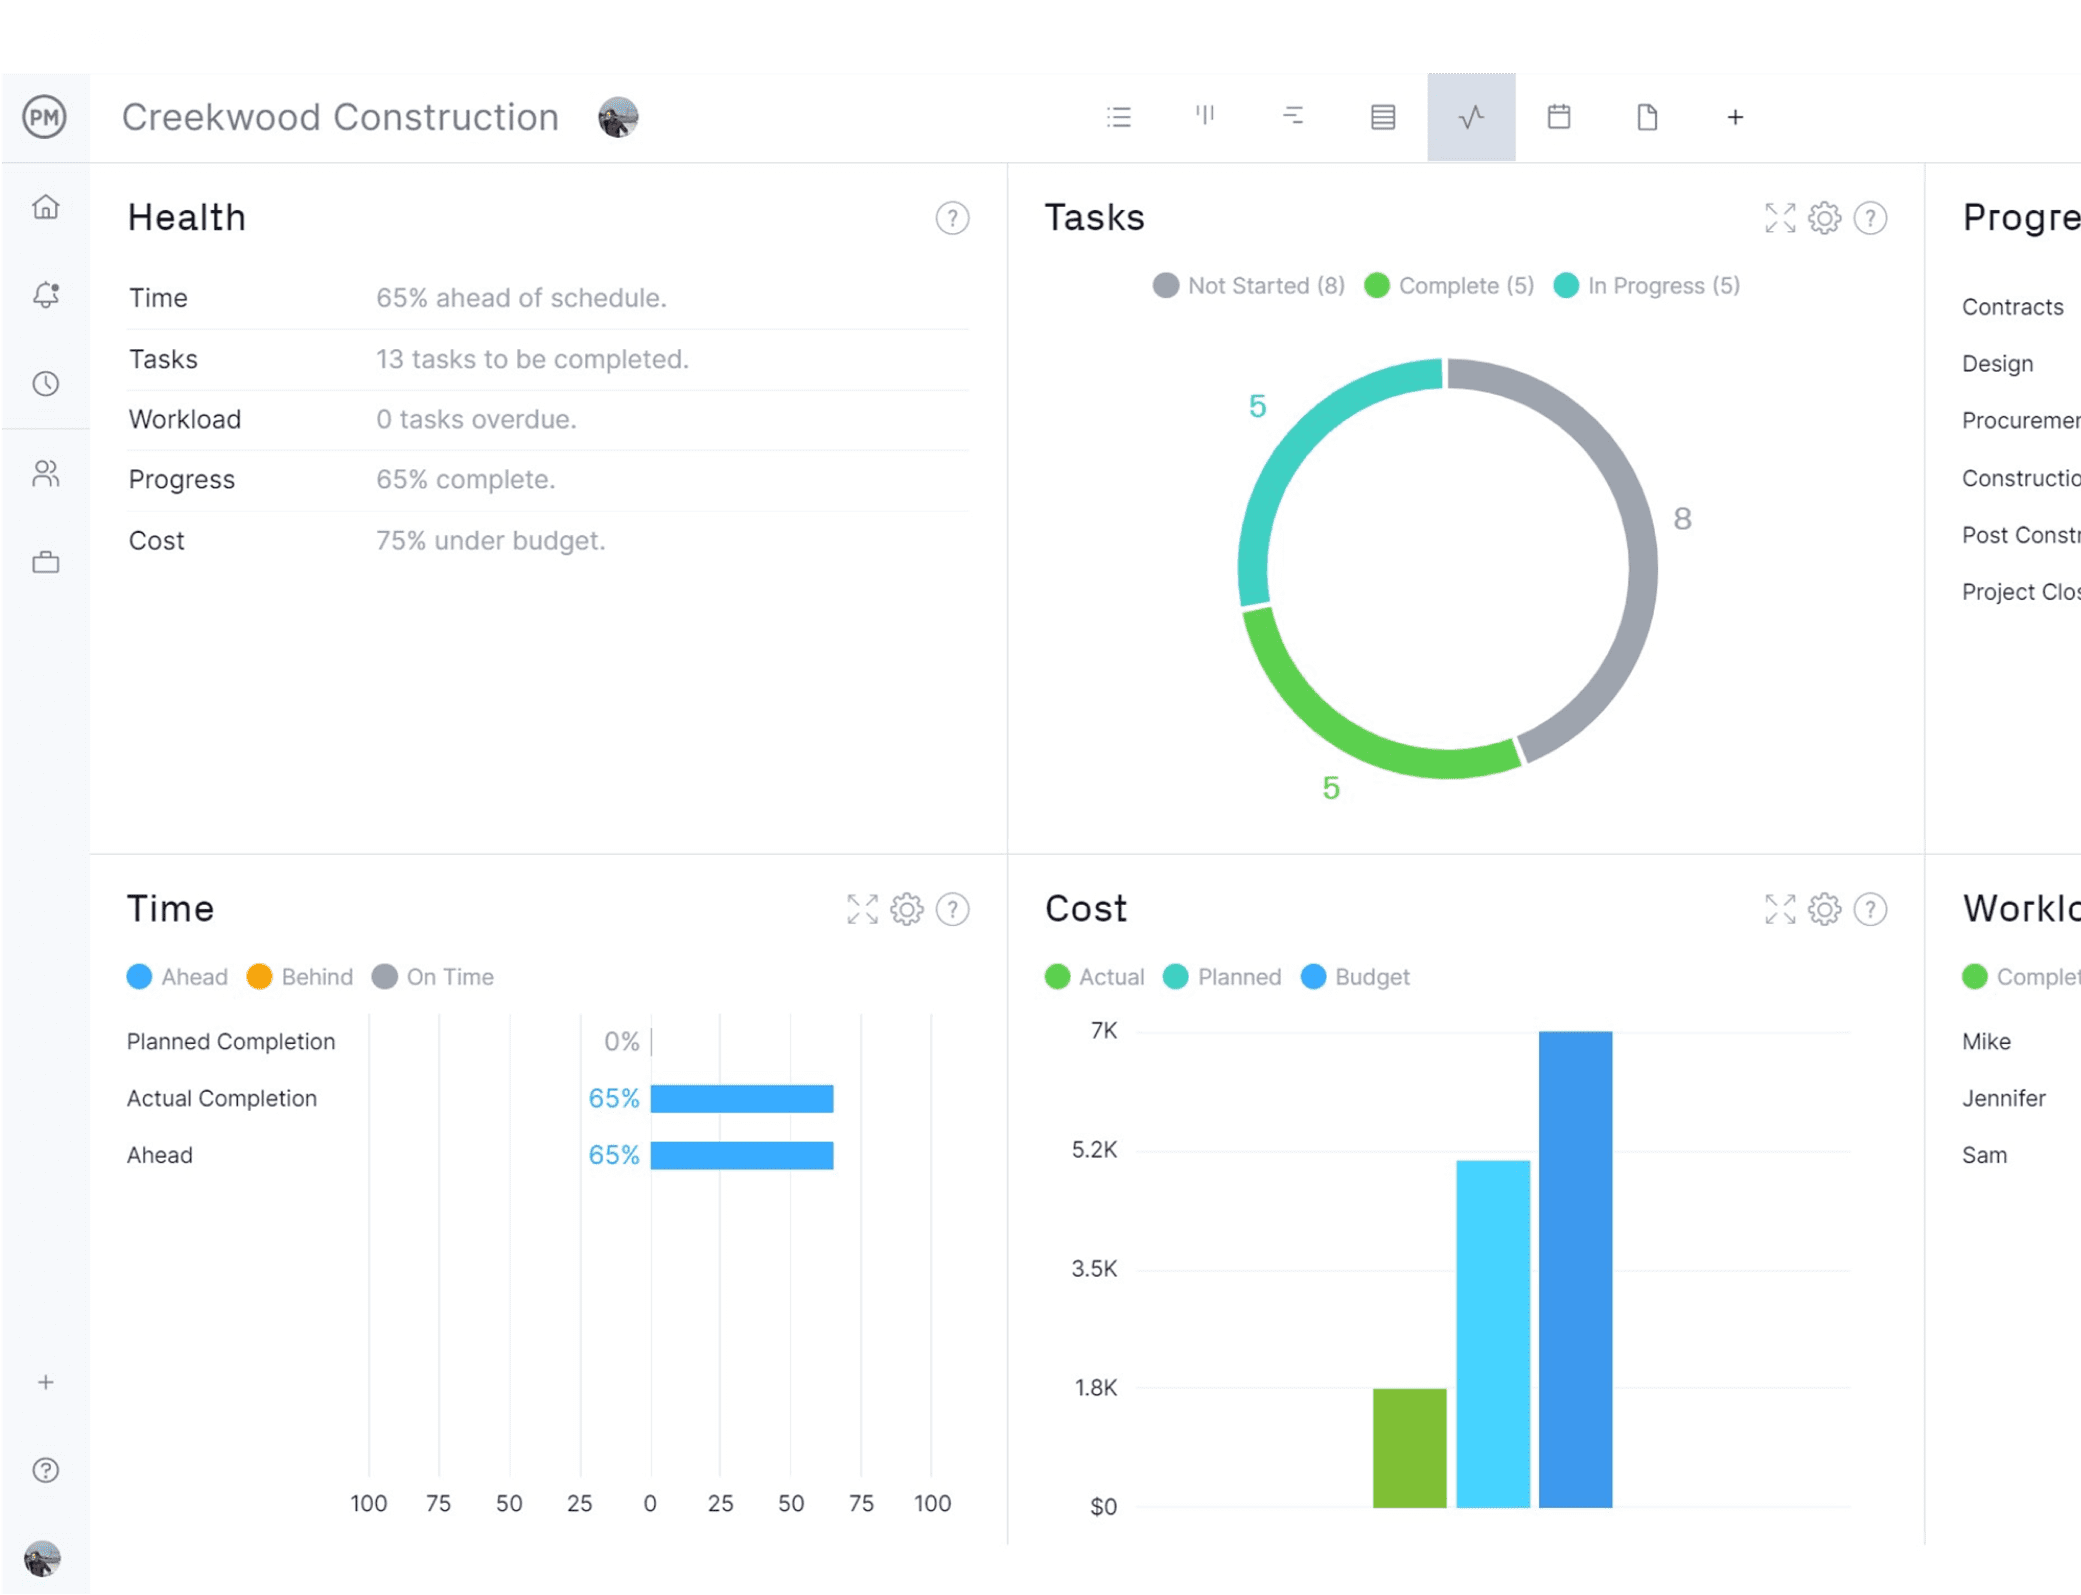 PM
Creekwood Construction
Health
Time 65% ahead of schedule.
Tasks 13 tasks to be completed.
Workload 0 tasks overdue.
Progress 65% complete.
Cost 75% under budget.
Tasks
Not Started (8) Complete (5) In Progress (5)
5
8
5
Progre
Contracts
Design
Procuremen
Constructio
Post Constr
Project Clos
Time
Ahead Behind On Time
Planned Completion 0%
Actual Completion 65%
Ahead 65%
100 75 50 25 0 25 50 75 100
Cost
Actual Planned Budget
7K
5.2K
3.5K
1.8K
$0
Worklo
Complet
Mike
Jennifer
Sam